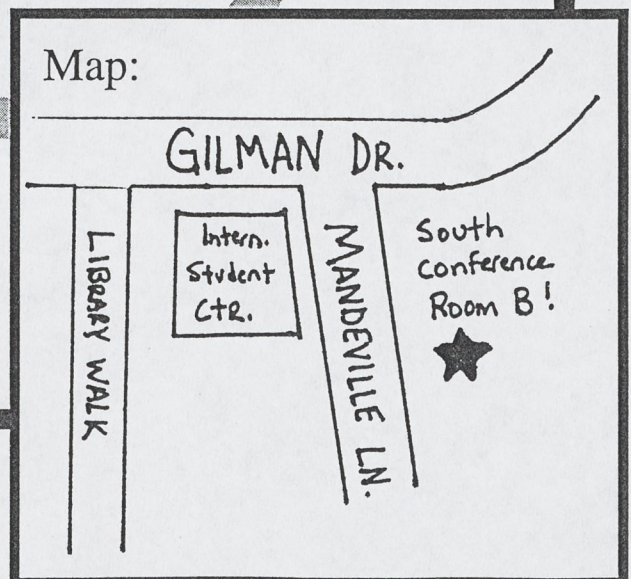 Map:
GILMAN DR.
LIBRARY WALK
Intern.
Student
CtR.
MANDEVILLE LN.
South
conference
Room B!